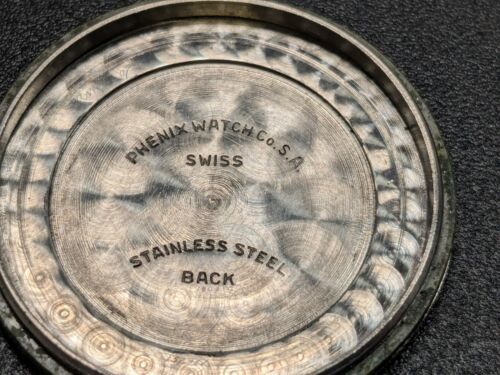 PHENIX WATCH Co. S.A.
SWISS
STAINLESS STEEL
BACK